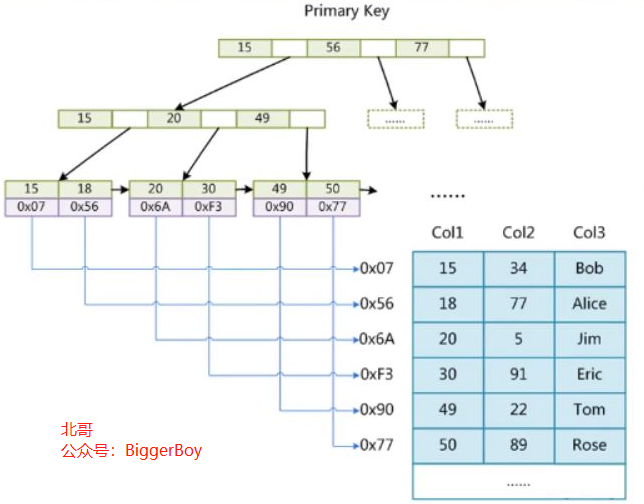 Primary Key
15 56 77
15 20 49
...... ......
15 18 20 30 49 50
0x07 0x56 0x6A 0xF3 0x90 0x77
......
Col1 Col2 Col3
0x07 15 34 Bob
0x56 18 77 Alice
0x6A 20 5 Jim
0xF3 30 91 Eric
0x90 49 22 Tom
0x77 50 89 Rose
......
北哥
公众号：BiggerBoy